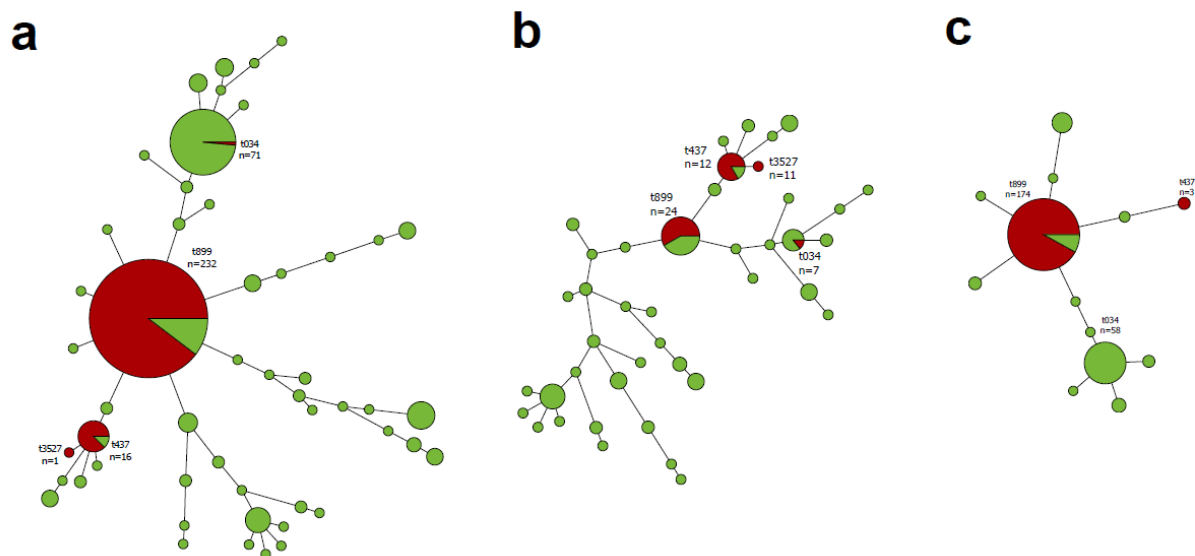 a
t034
n=71
t899
n=232
t3527
n=1
t437
n=16
b
t437
n=12
t3527
n=11
t899
n=24
t034
n=7
c
t899
n=174
t437
n=3
t034
n=58